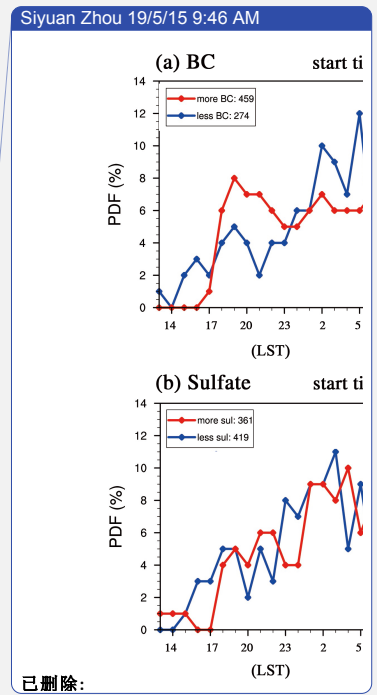 Siyuan Zhou 19/5/15 9:46 AM
(a) BC start ti
14
12
10
8
6
4
2
0
PDF (%)
more BC: 459
less BC: 274
14 17 20 23 2 5
(LST)
(b) Sulfate start ti
14
12
10
8
6
4
2
0
PDF (%)
more sul: 361
less sul: 419
14 17 20 23 2 5
(LST)
已删除: